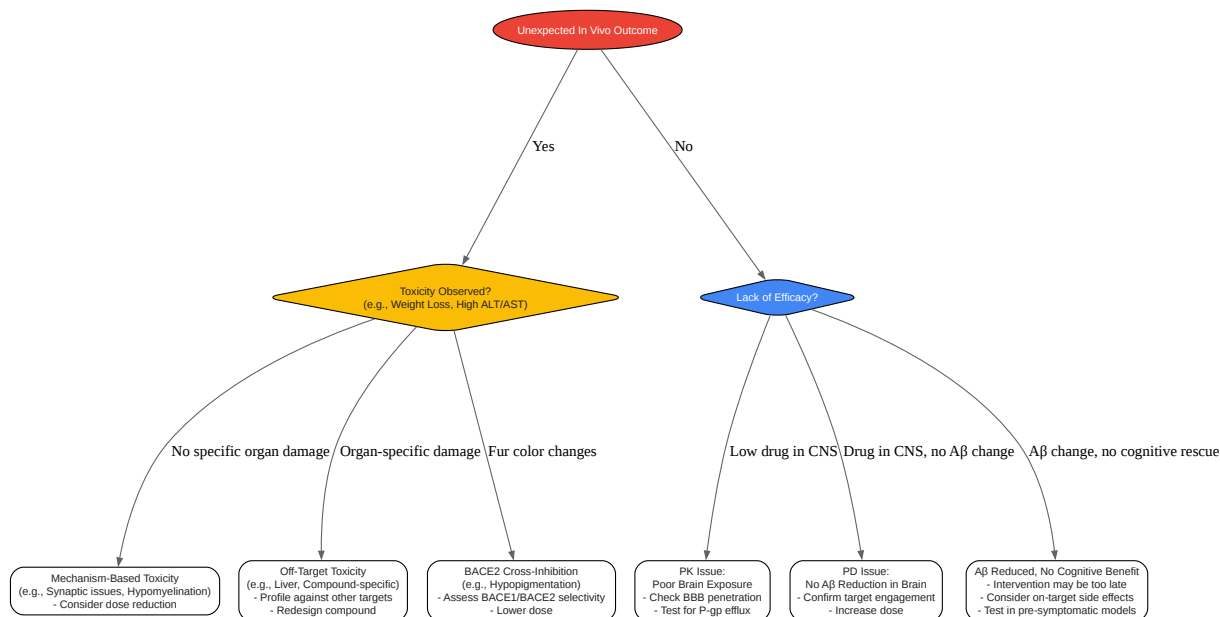 Unexpected In Vivo Outcome
Yes
No
Toxicity Observed?
(e.g., Weight Loss, High ALT/AST)
Lack of Efficacy?
No specific organ damage
Organ-specific damage
Fur color changes
Low drug in CNS
Drug in CNS, no Aβ change
Aβ change, no cognitive rescue
Mechanism-Based Toxicity
(e.g., Synaptic issues, Hypomyelination)
- Consider dose reduction
Off-Target Toxicity
(e.g., Liver, Compound-specific)
- Profile against other targets
- Redesign compound
BACE2 Cross-Inhibition
(e.g., Hypopigmentation)
- Assess BACE1/BACE2 selectivity
- Lower dose
PK Issue:
Poor Brain Exposure
- Check BBB penetration
- Test for P-gp efflux
PD Issue:
No Aβ Reduction in Brain
- Confirm target engagement
- Increase dose
Aβ Reduced, No Cognitive Benefit
- Intervention may be too late
- Consider on-target side effects
- Test in pre-symptomatic models